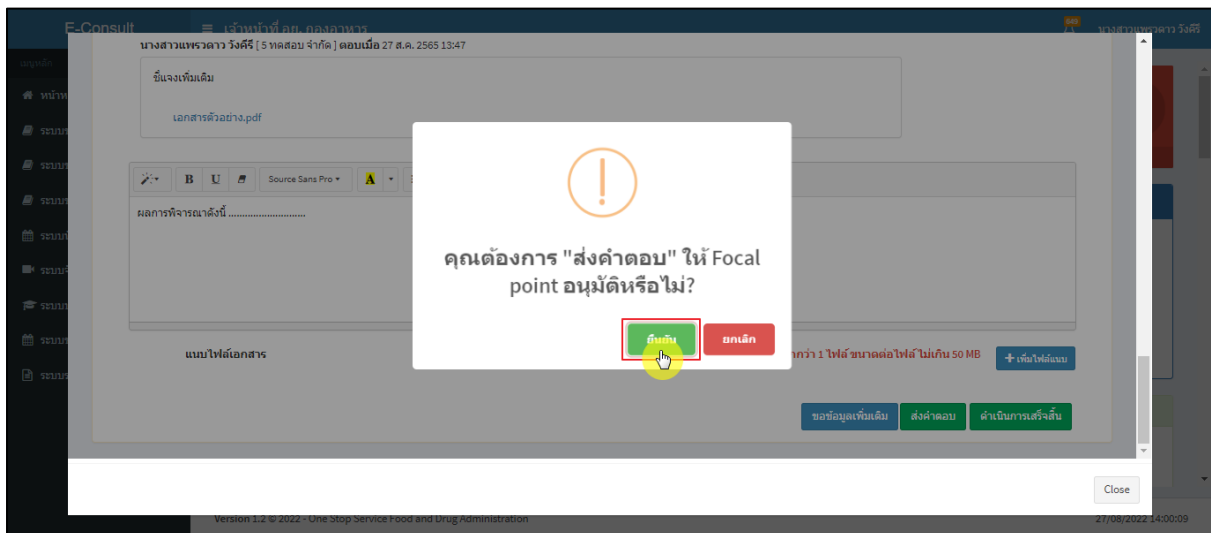 E-Consult
เจ้าหน้าที่ อย. กองอาหาร
นางสาวแพรวดาว วังคีรี
เมนูหลัก
นางสาวแพรวดาว วังคีรี [ 5 ทดสอบ จำกัด ] ตอบเมื่อ 27 ส.ค. 2565 13:47
ชี้แจงเพิ่มเติม
เอกสารตัวอย่าง.pdf
B U Source Sans Pro A
ผลการพิจารณาดังนี้ ............................
คุณต้องการ "ส่งคำตอบ" ให้ Focal
point อนุมัติหรือไม่?
ยืนยัน ยกเลิก
แนบไฟล์เอกสาร
กว่า 1 ไฟล์ ขนาดต่อไฟล์ ไม่เกิน 50 MB
เพิ่มไฟล์แนบ
ขอข้อมูลเพิ่มเติม ส่งคำตอบ ดำเนินการเสร็จสิ้น
Close
Version 1.2 © 2022 - One Stop Service Food and Drug Administration
27/08/2022 14:00:09